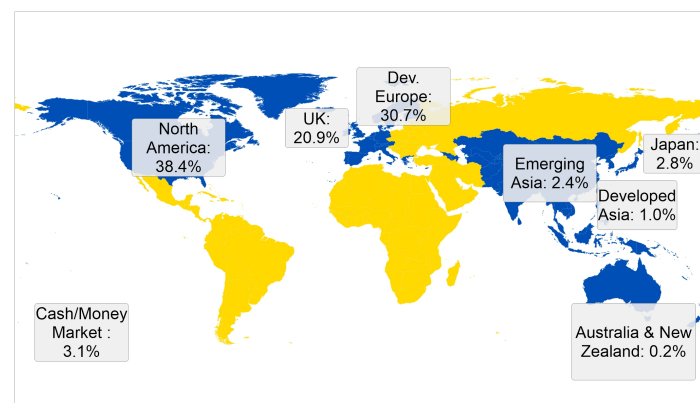 Dev.
Europe:
30.7%
UK:
20.9%
North
America:
38.4%
Japan:
2.8%
Emerging
Asia: 2.4%
Developed
Asia: 1.0%
Cash/Money
Market :
3.1%
Australia & New
Zealand: 0.2%